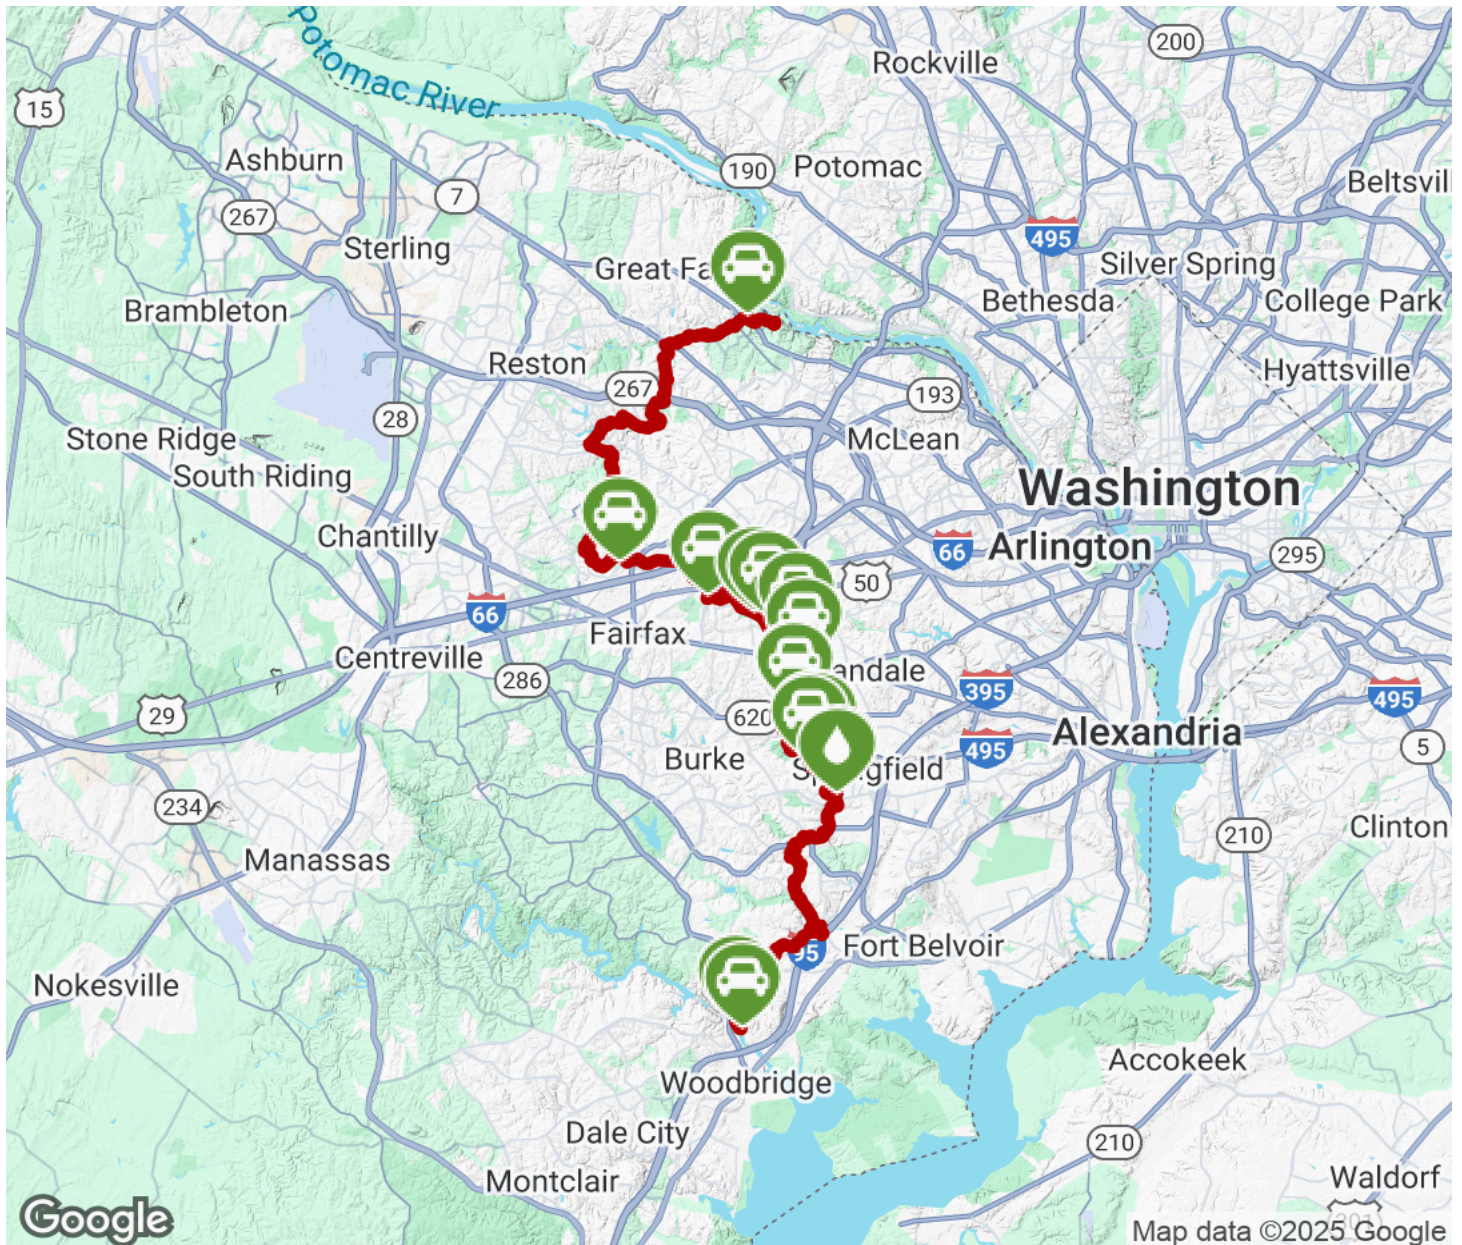 Potomac River
200
Rockville
15
Ashburn
190
Potomac
Beltsvil
7
267
495
Sterling
Great Fa
Silver Spring
Bethesda
College Park
Brambleton
Reston
267
Hyattsville
193
28
Stone Ridge
McLean
South Riding
Washington
Chantilly
66
Arlington
295
50
66
Fairfax
Centreville
andale
286
395
495
29
620
Alexandria
495
5
Burke
Sp ngfield
234
210
Clinton
Manassas
95
Fort Belvoir
Nokesville
Accokeek
Woodbridge
Dale City
210
Montclair
Waldorf
301
Google
Map data ©2025 Google